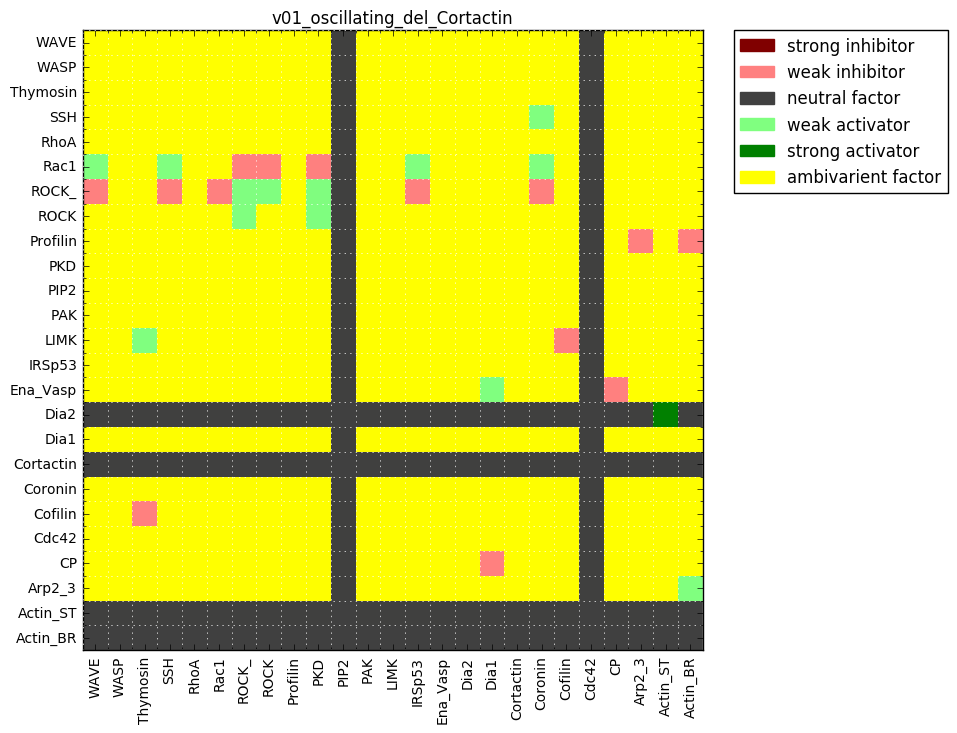 v01_oscillating_del_Cortactin
WAVE
WASP
Thymosin
SSH
RhoA
Rac1
ROCK_
ROCK
Profilin
PKD
PIP2
PAK
LIMK
IRSp53
Ena_Vasp
Dia2
Dia1
Cortactin
Coronin
Cofilin
Cdc42
CP
Arp2_3
Actin_ST
Actin_BR
WAVE
WASP
Thymosin
SSH
RhoA
Rac1
ROCK_
ROCK
Profilin
PKD
PIP2
PAK
LIMK
IRSp53
Ena_Vasp
Dia2
Dia1
Cortactin
Coronin
Cofilin
Cdc42
CP
Arp2_3
Actin_ST
Actin_BR
strong inhibitor
weak inhibitor
neutral factor
weak activator
strong activator
ambivarient factor